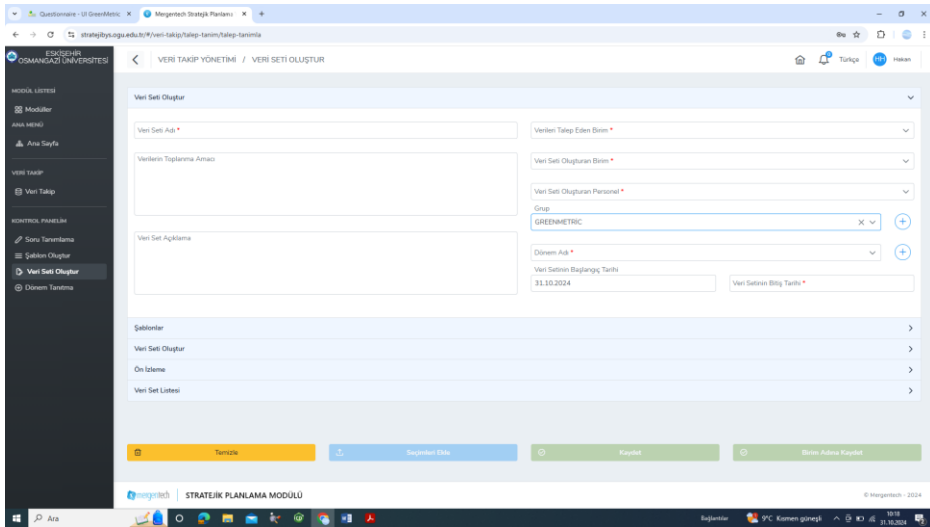 Questionnaire - UI GreenMetric
Mergentech Stratejik Planlama
stratejibys.ogu.edu.tr/#/veri-takip/talep-tanim/talep-tanimla
ESKİŞEHİR
OSMANGAZİ ÜNİVERSİTESİ
VERİ TAKİP YÖNETİMİ / VERİ SETİ OLUŞTUR
Türkçe
HH
Hakan
MODÜL LİSTESİ
Modüller
ANA MENÜ
Ana Sayfa
VERİ TAKİP
Veri Takip
KONTROL PANELİM
Soru Tanımlama
Şablon Oluştur
Veri Seti Oluştur
Dönem Tanıtma
Veri Seti Oluştur
Veri Seti Adı *
Verileri Talep Eden Birim *
Verilerin Toplanma Amacı
Veri Seti Oluşturan Birim *
Veri Seti Oluşturan Personel *
Grup
GREENMETRIC
Veri Set Açıklama
Dönem Adı *
Veri Setinin Başlangıç Tarihi
31.10.2024
Veri Setinin Bitiş Tarihi *
Şablonlar
Veri Seti Oluştur
Ön İzleme
Veri Set Listesi
Temizle
Seçimleri Ekle
Kaydet
Birim Adına Kaydet
mergentech
STRATEJİK PLANLAMA MODÜLÜ
© Mergentech - 2024
Ara
Bağlantılar
9°C Kısmen güneşli
10:18
31.10.2024